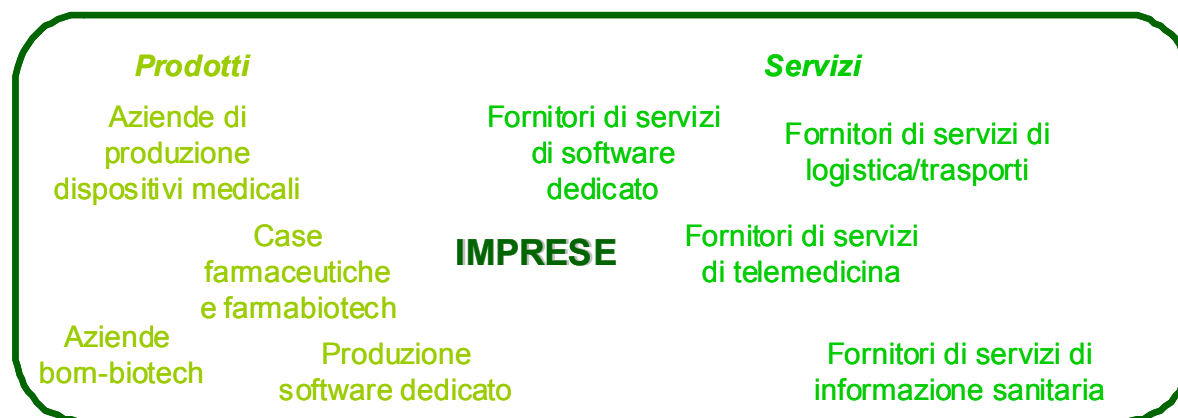 Prodotti
Servizi
Aziende di
produzione
dispositivi medicali
Fornitori di servizi
di software
dedicato
Fornitori di servizi di
logistica/trasporti
Case
farmaceutiche
e farmabiotech
IMPRESE
Fornitori di servizi
di telemedicina
Aziende
born-biotech
Produzione
software dedicato
Fornitori di servizi di
informazione sanitaria